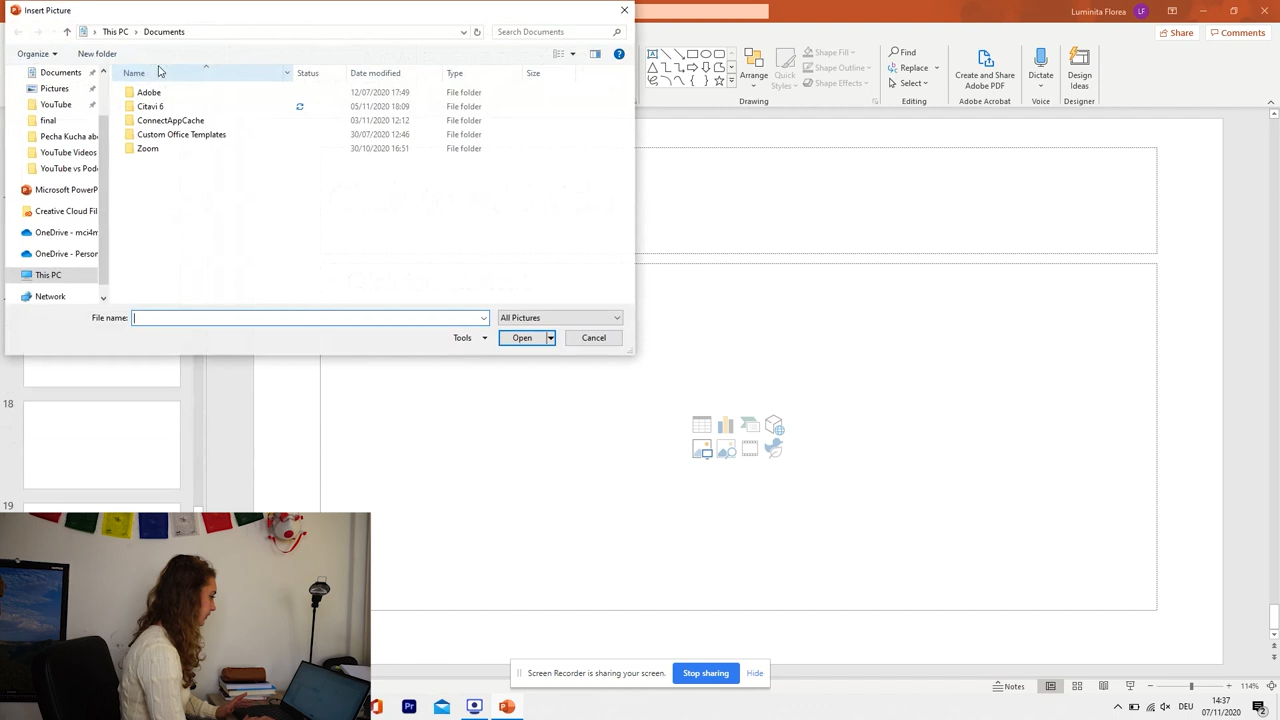 Insert Picture
Luminita Florea LF
This PC Documents
Search Documents
Share Comments
Organize New folder
Name Status Date modified Type Size
Documents
Pictures
YouTube
final
Pecha Kucha abo
YouTube Videos
YouTube vs Pod
Microsoft PowerP
Creative Cloud Fil
OneDrive - mci4m
OneDrive - Person
This PC
Network
Adobe 12/07/2020 17:49 File folder
Citavi 6 05/11/2020 18:09 File folder
ConnectAppCache 03/11/2020 12:12 File folder
Custom Office Templates 30/07/2020 12:46 File folder
Zoom 30/10/2020 16:51 File folder
File name: All Pictures
Tools Open Cancel
Arrange
Quick Styles
Shape Fill
Shape Outline
Shape Effects
Drawing
Find
Replace
Select
Editing
Create and Share Adobe PDF
Adobe Acrobat
Dictate
Voice
Design Ideas
Designer
18
19
Screen Recorder is sharing your screen. Stop sharing Hide
Notes 114%
Pr
DEU
14:37
07/11/2020
2